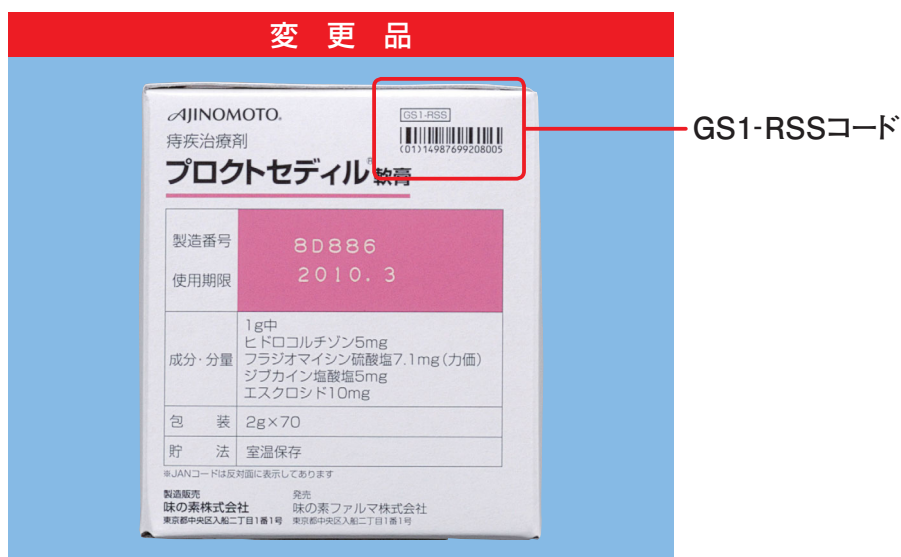 変更品
AJINOMOTO®
GS1-RSS
(01)14987699208005
GS1-RSSコード
痔疾治療剤
プロクトセディル®軟膏
製造番号 8D886
使用期限 2010.3
成分・分量
1g中
ヒドロコルチゾン5mg
フラジオマイシン硫酸塩7.1mg(力価)
ジブカイン塩酸塩5mg
エスクロシド10mg
包装 2g×70
貯法 室温保存
※JANコードは反対面に表示してあります
製造販売
味の素株式会社
東京都中央区入船二丁目1番1号
発売
味の素ファルマ株式会社
東京都中央区入船二丁目1番1号